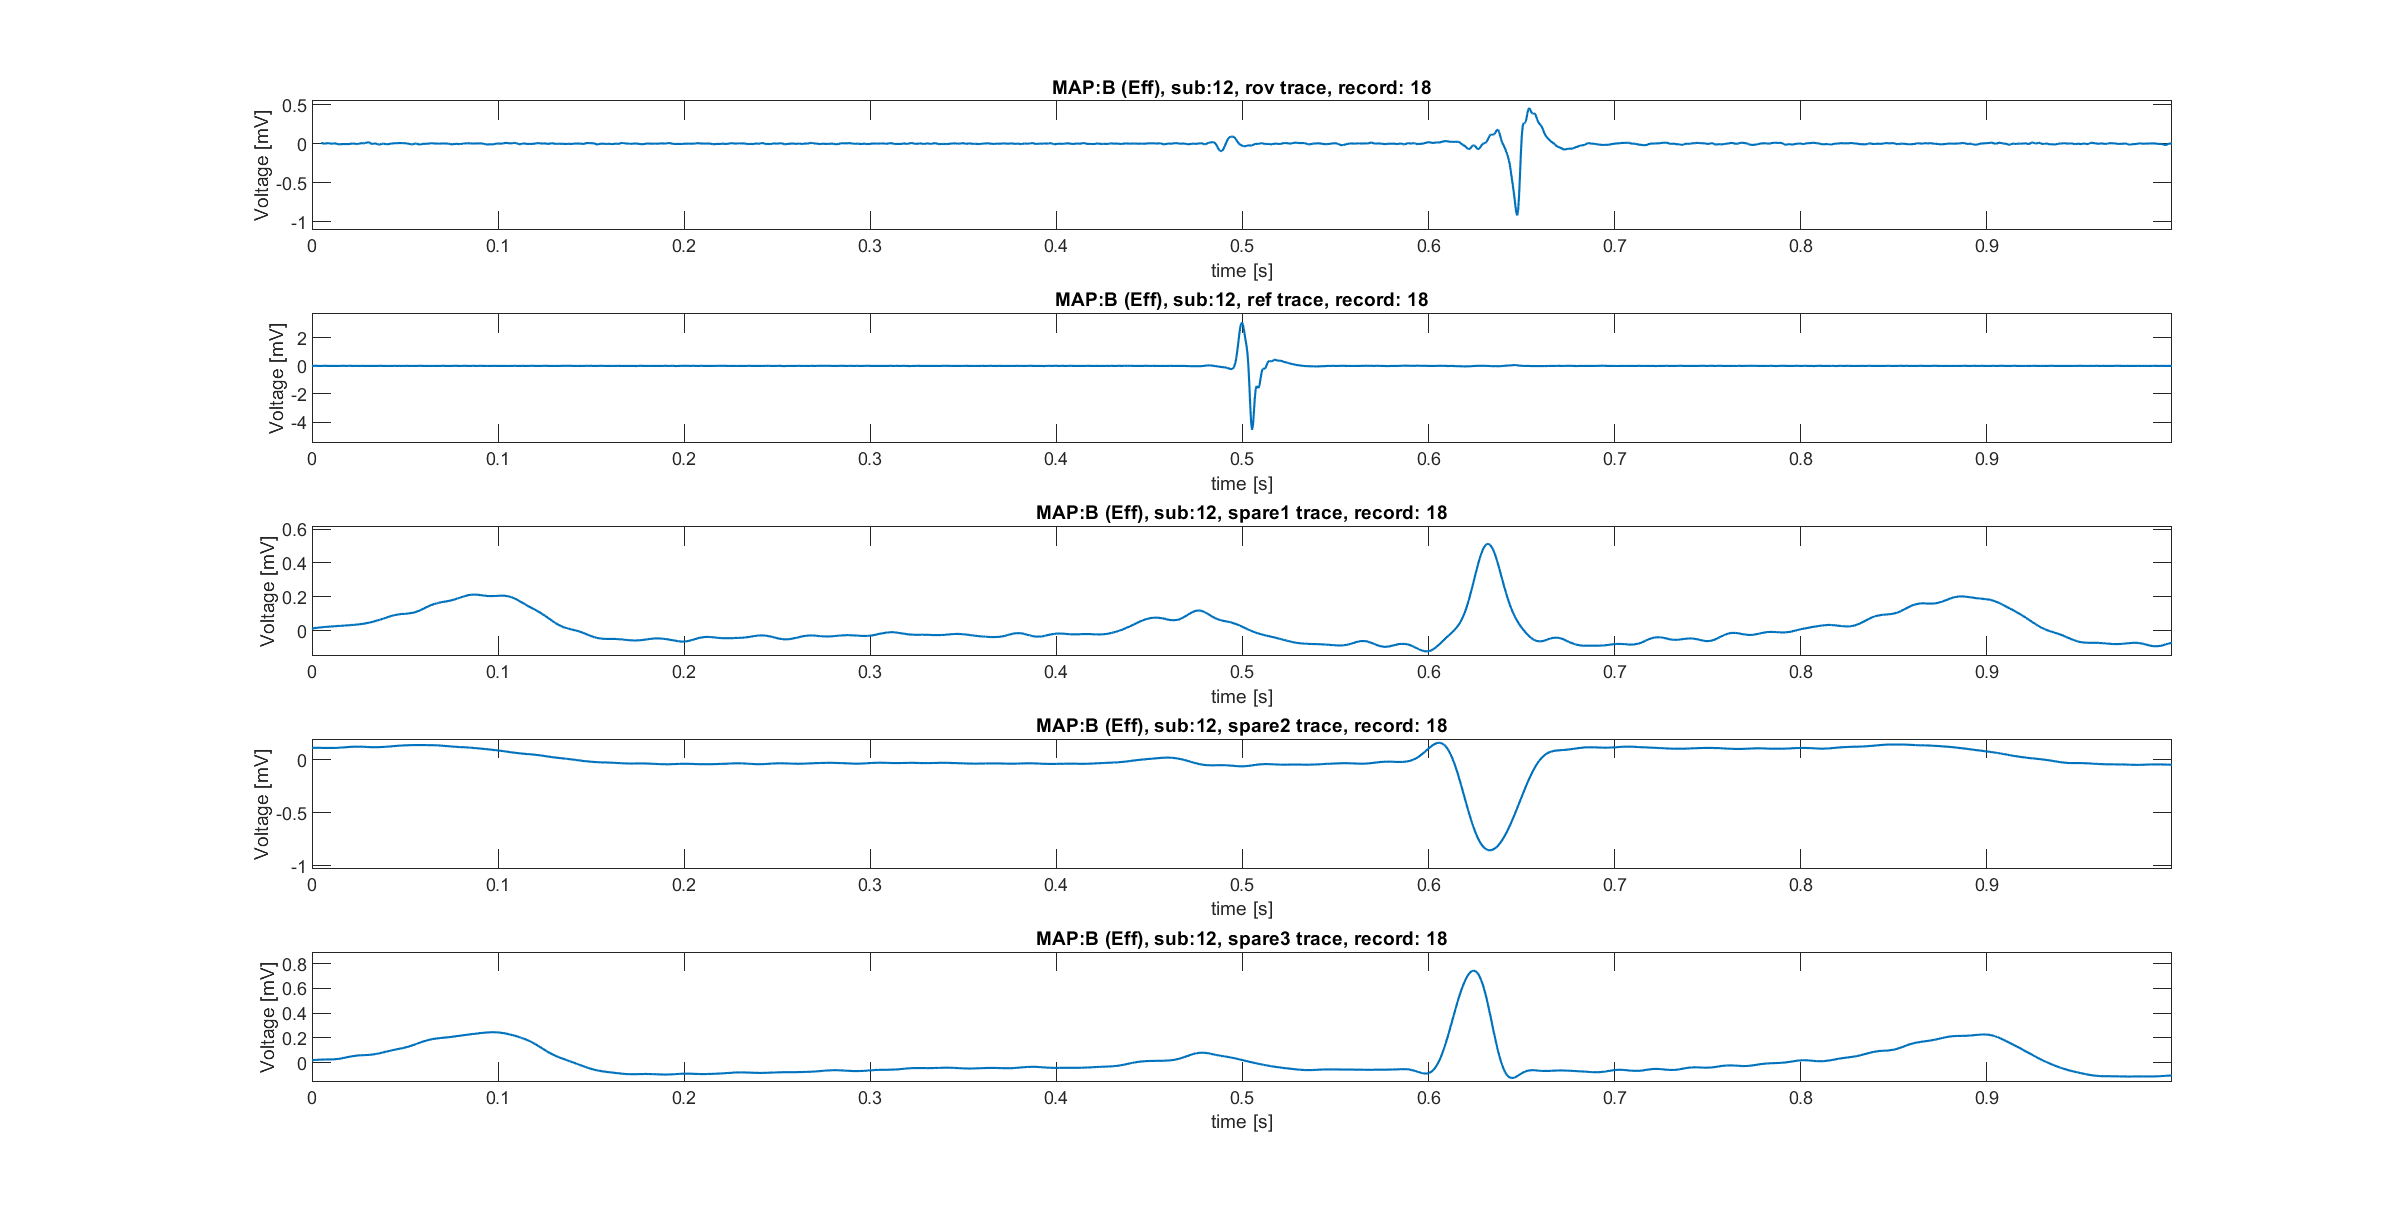 MAP:B (Eff), sub:12, rov trace, record: 18
Voltage [mV]
0.5
0
-0.5
-1
0 0.1 0.2 0.3 0.4 0.5 0.6 0.7 0.8 0.9
time [s]
MAP:B (Eff), sub:12, ref trace, record: 18
Voltage [mV]
2
0
-2
-4
0 0.1 0.2 0.3 0.4 0.5 0.6 0.7 0.8 0.9
time [s]
MAP:B (Eff), sub:12, spare1 trace, record: 18
Voltage [mV]
0.6
0.4
0.2
0
0 0.1 0.2 0.3 0.4 0.5 0.6 0.7 0.8 0.9
time [s]
MAP:B (Eff), sub:12, spare2 trace, record: 18
Voltage [mV]
0
-0.5
-1
0 0.1 0.2 0.3 0.4 0.5 0.6 0.7 0.8 0.9
time [s]
MAP:B (Eff), sub:12, spare3 trace, record: 18
Voltage [mV]
0.8
0.6
0.4
0.2
0
0 0.1 0.2 0.3 0.4 0.5 0.6 0.7 0.8 0.9
time [s]